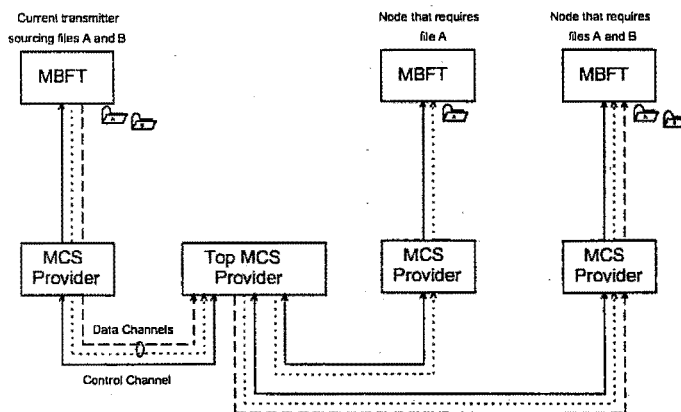 Current transmitter
sourcing files A and B
Node that requires
file A
Node that requires
files A and B
MBFT
MBFT
MBFT
A
A
A
MCS
Provider
Top MCS
Provider
MCS
Provider
MCS
Provider
Data Channels
Control Channel